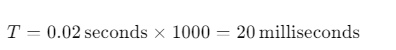 T = 0.02 seconds × 1000 = 20 milliseconds